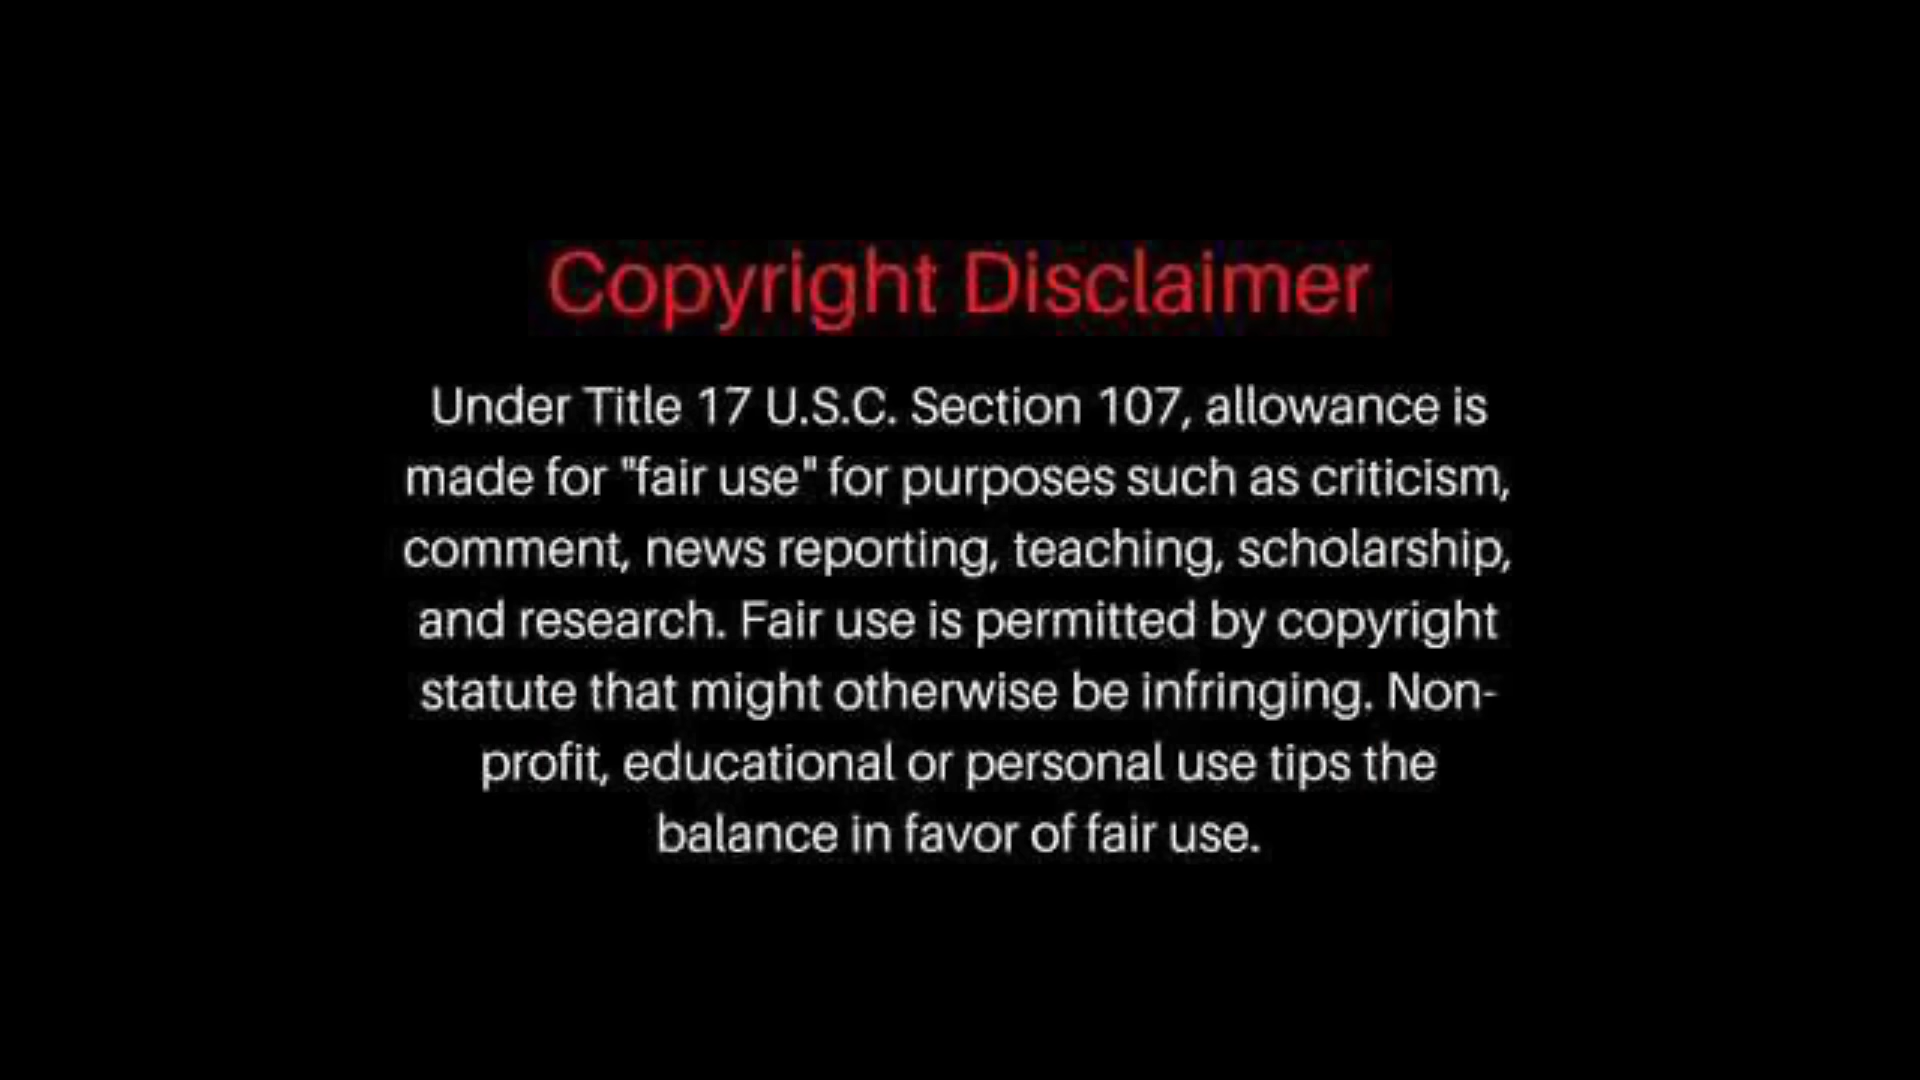 Copyright Disclaimer
Under Title 17 U.S.C. Section 107, allowance is
made for "fair use" for purposes such as criticism,
comment, news reporting, teaching, scholarship,
and research. Fair use is permitted by copyright
statute that might otherwise be infringing. Non-
profit, educational or personal use tips the
balance in favor of fair use.